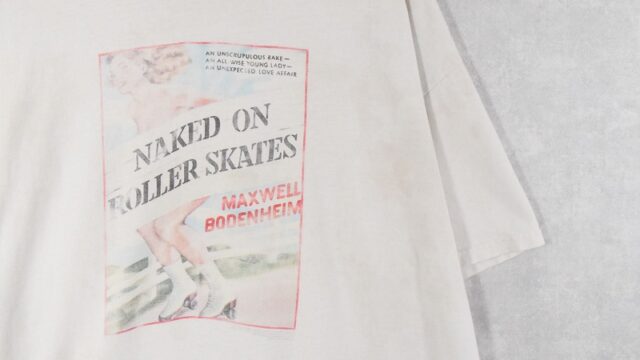 AN UNSCRUPULOUS RAKE—
AN ALL WISE YOUNG LADY—
AN UNEXPECTED LOVE AFFAIR
NAKED ON
ROLLER SKATES
MAXWELL
BODENHEIM